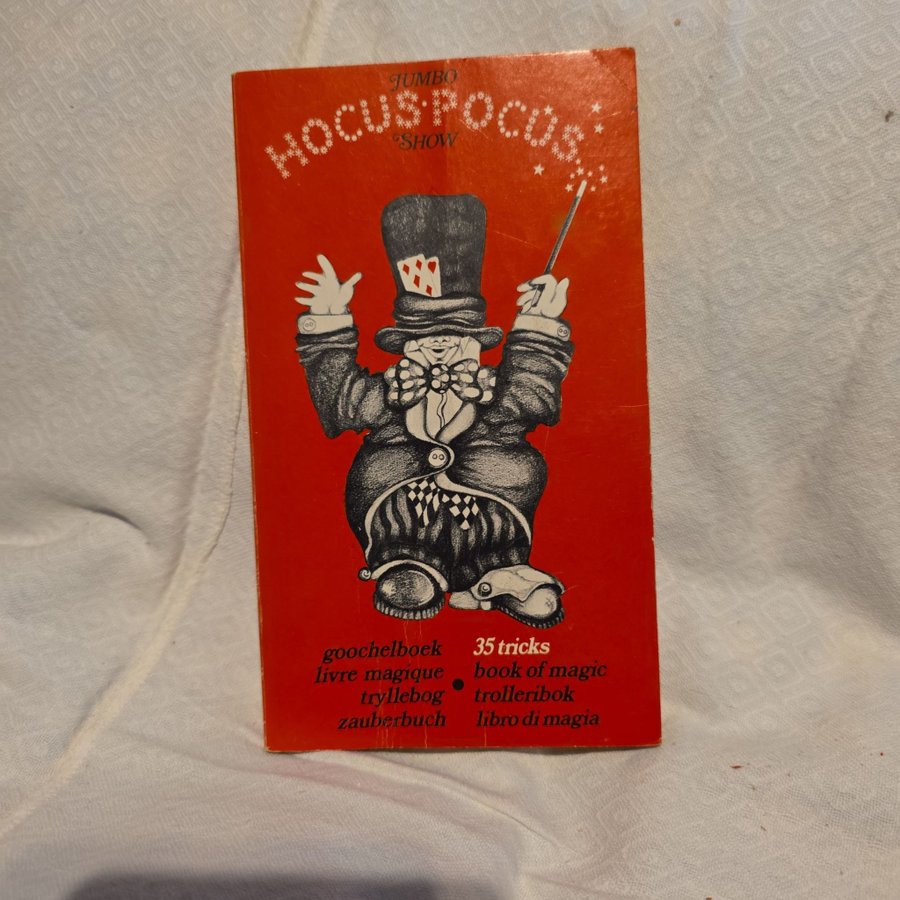 JUMBO
HOCUS·POCUS
SHOW
goochelboek
livre magique
tryllebog
zauberbuch
35 tricks
book of magic
trolleribok
libro di magia